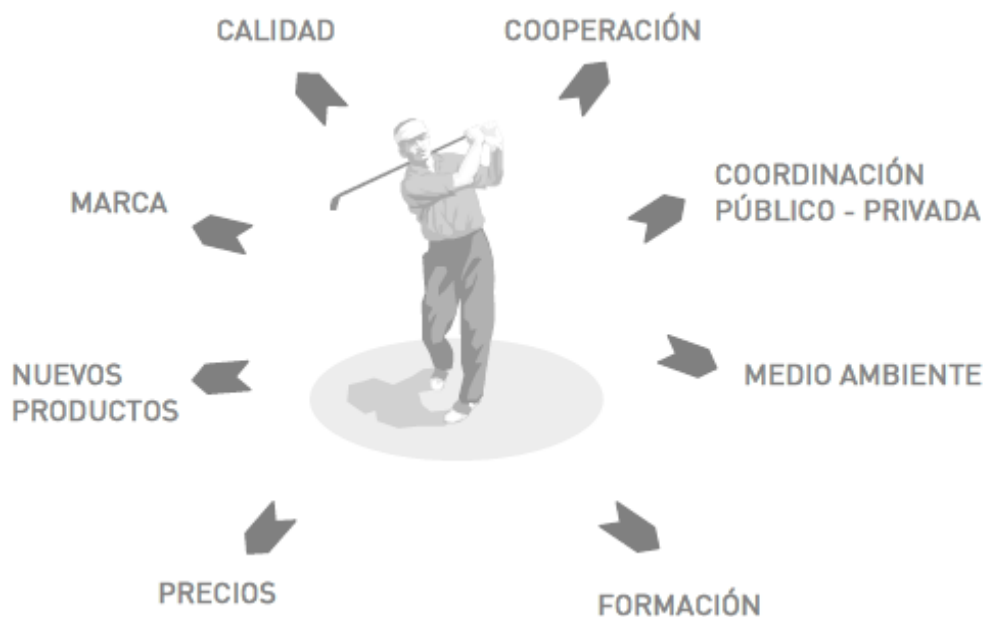 CALIDAD
COOPERACIÓN
MARCA
COORDINACIÓN
PÚBLICO - PRIVADA
NUEVOS
PRODUCTOS
MEDIO AMBIENTE
PRECIOS
FORMACIÓN